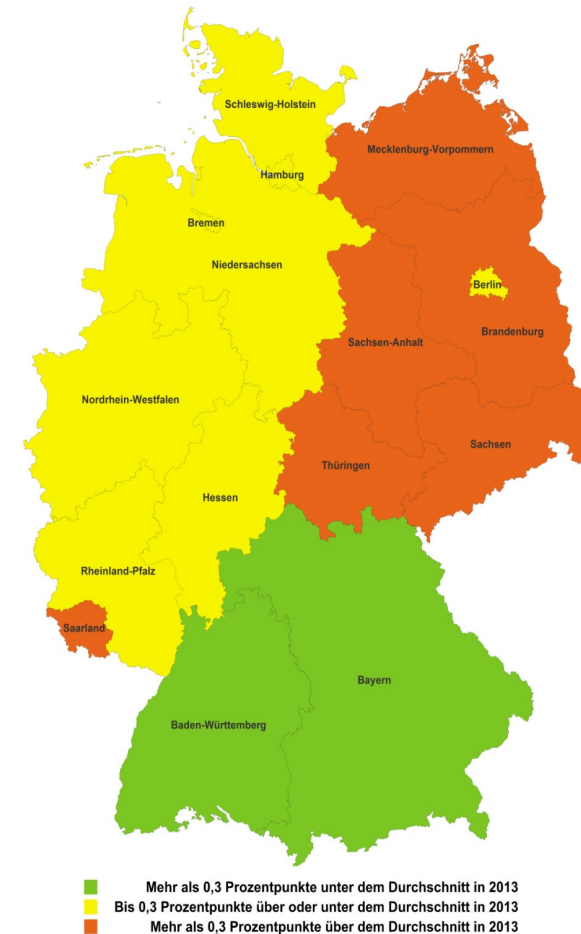 Schleswig-Holstein
Mecklenburg-Vorpommern
Hamburg
Bremen
Niedersachsen
Berlin
Brandenburg
Sachsen-Anhalt
Nordrhein-Westfalen
Sachsen
Thüringen
Hessen
Rheinland-Pfalz
Saarland
Bayern
Baden-Württemberg
Mehr als 0,3 Prozentpunkte unter dem Durchschnitt in 2013
Bis 0,3 Prozentpunkte über oder unter dem Durchschnitt in 2013
Mehr als 0,3 Prozentpunkte über dem Durchschnitt in 2013